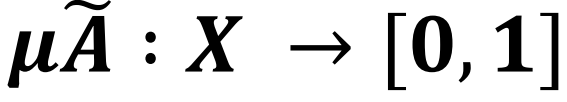 μÃ : X → [0, 1]